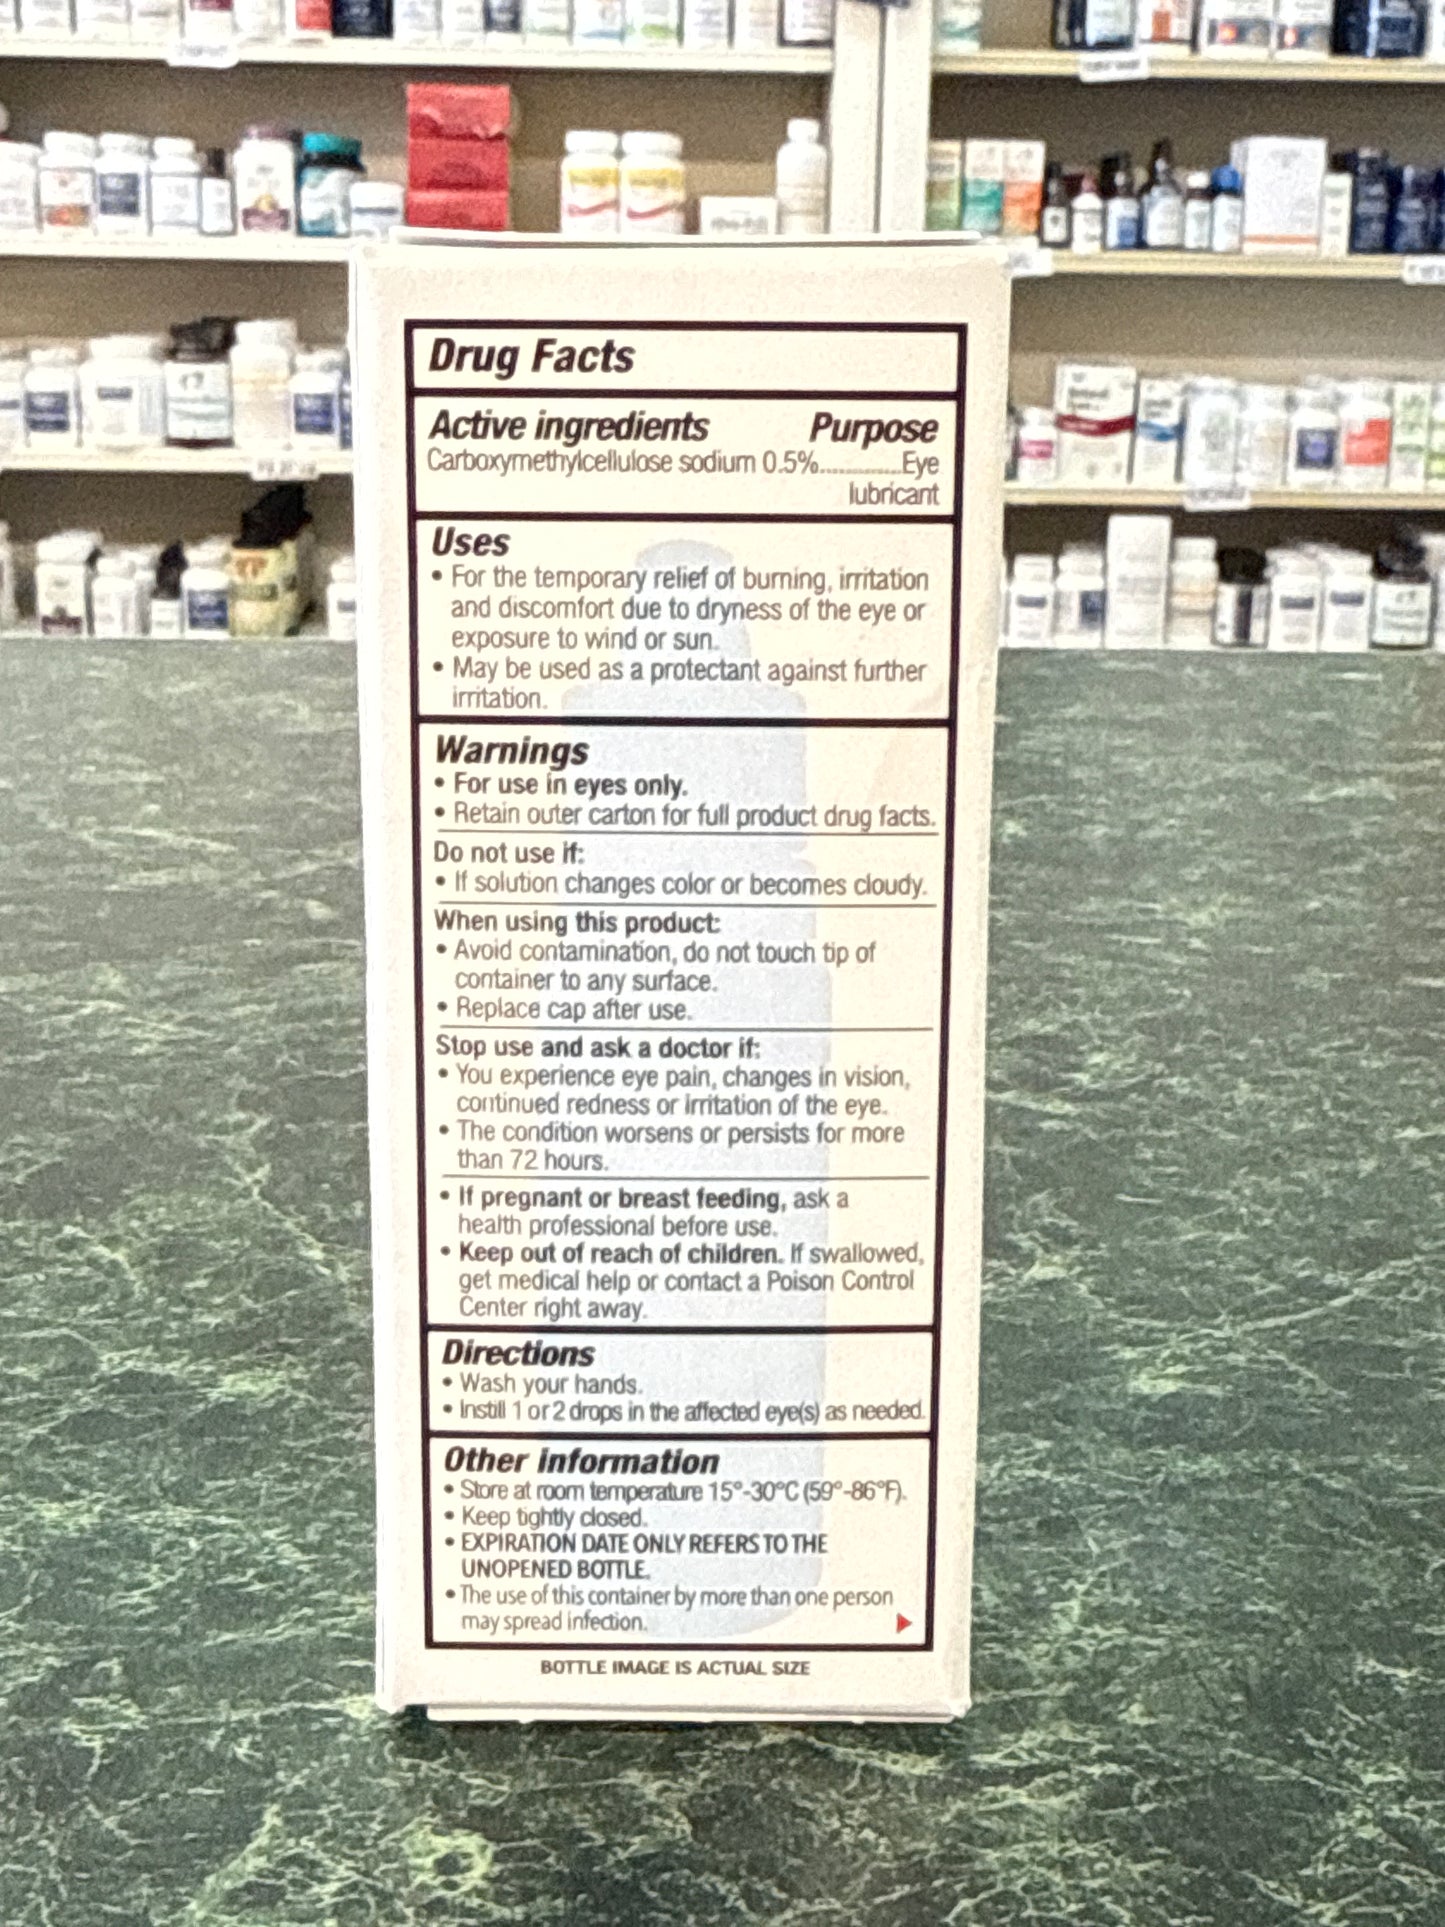 Drug Facts
Active ingredients Purpose
Carboxymethylcellulose sodium 0.5%..............Eye
lubricant
Uses
• For the temporary relief of burning, irritation
and discomfort due to dryness of the eye or
exposure to wind or sun.
• May be used as a protectant against further
irritation.
Warnings
• For use in eyes only.
• Retain outer carton for full product drug facts.
Do not use if:
• If solution changes color or becomes cloudy.
When using this product:
• Avoid contamination, do not touch tip of
container to any surface.
• Replace cap after use.
Stop use and ask a doctor if:
• You experience eye pain, changes in vision,
continued redness or irritation of the eye.
• The condition worsens or persists for more
than 72 hours.
• If pregnant or breast feeding, ask a
health professional before use.
• Keep out of reach of children. If swallowed,
get medical help or contact a Poison Control
Center right away.
Directions
• Wash your hands.
• Instill 1 or 2 drops in the affected eye(s) as needed.
Other information
• Store at room temperature 15°-30°C (59°-86°F).
• Keep tightly closed.
• EXPIRATION DATE ONLY REFERS TO THE
UNOPENED BOTTLE.
• The use of this container by more than one person
may spread infection.
BOTTLE IMAGE IS ACTUAL SIZE